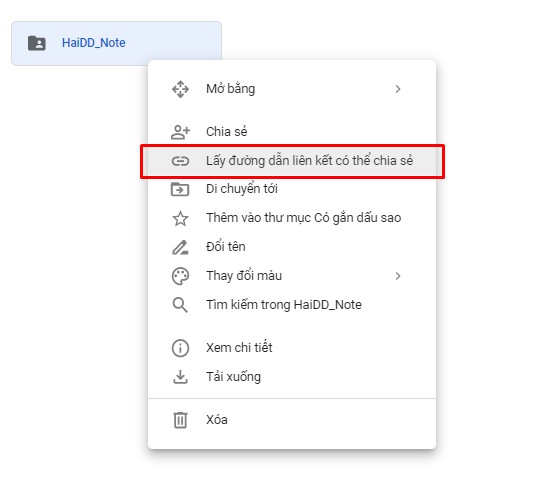 HaiDD_Note
Mở bằng
Chia sẻ
Lấy đường dẫn liên kết có thể chia sẻ
Di chuyển tới
Thêm vào thư mục Có gắn dấu sao
Đổi tên
Thay đổi màu
Tìm kiếm trong HaiDD_Note
Xem chi tiết
Tải xuống
Xóa